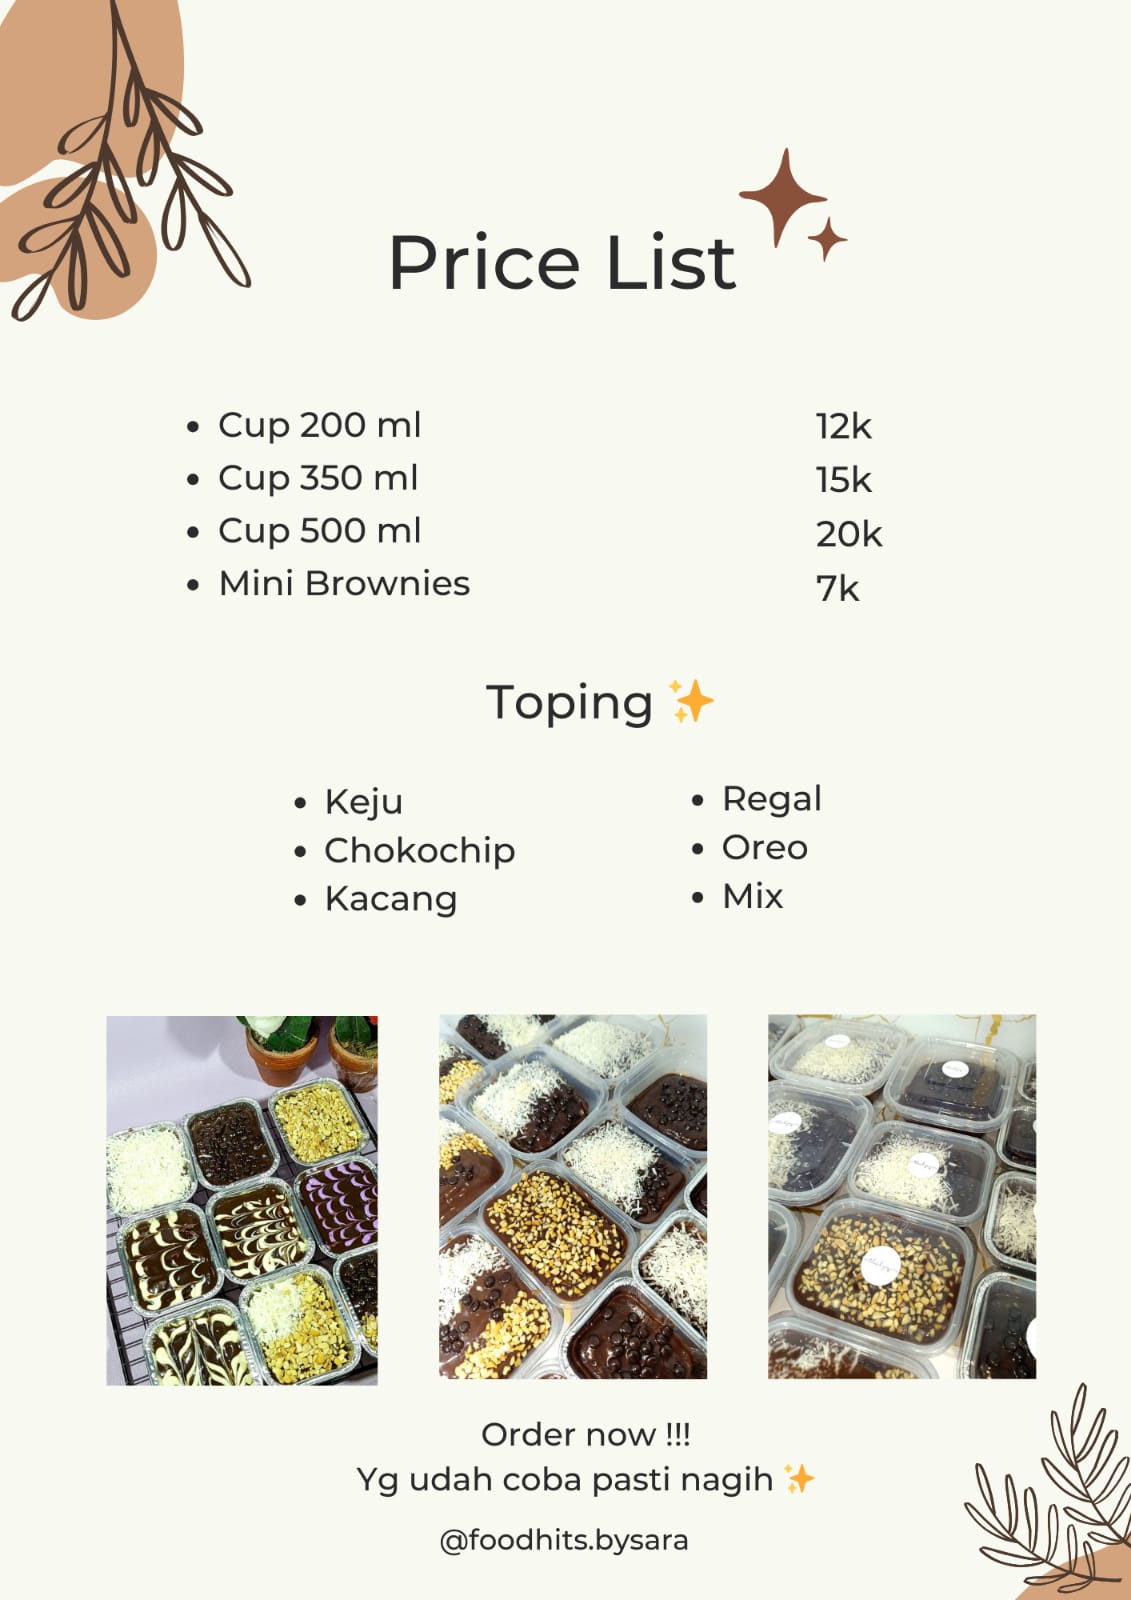 Price List
Cup 200 ml 12k
Cup 350 ml 15k
Cup 500 ml 20k
Mini Brownies 7k
Toping ✨
Keju
Chokochip
Kacang
Regal
Oreo
Mix
Order now !!!
Yg udah coba pasti nagih ✨
@foodhits.bysara